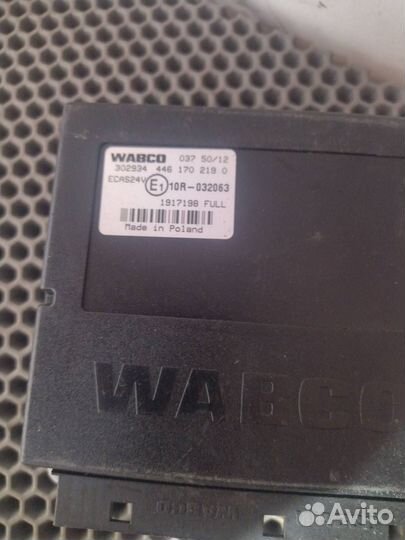 WABCO 037 50/12
302934 446 170 219 0
ECAS24V E1 10R-032063
1917198 FULL
Made in Poland
WABCO
Avito